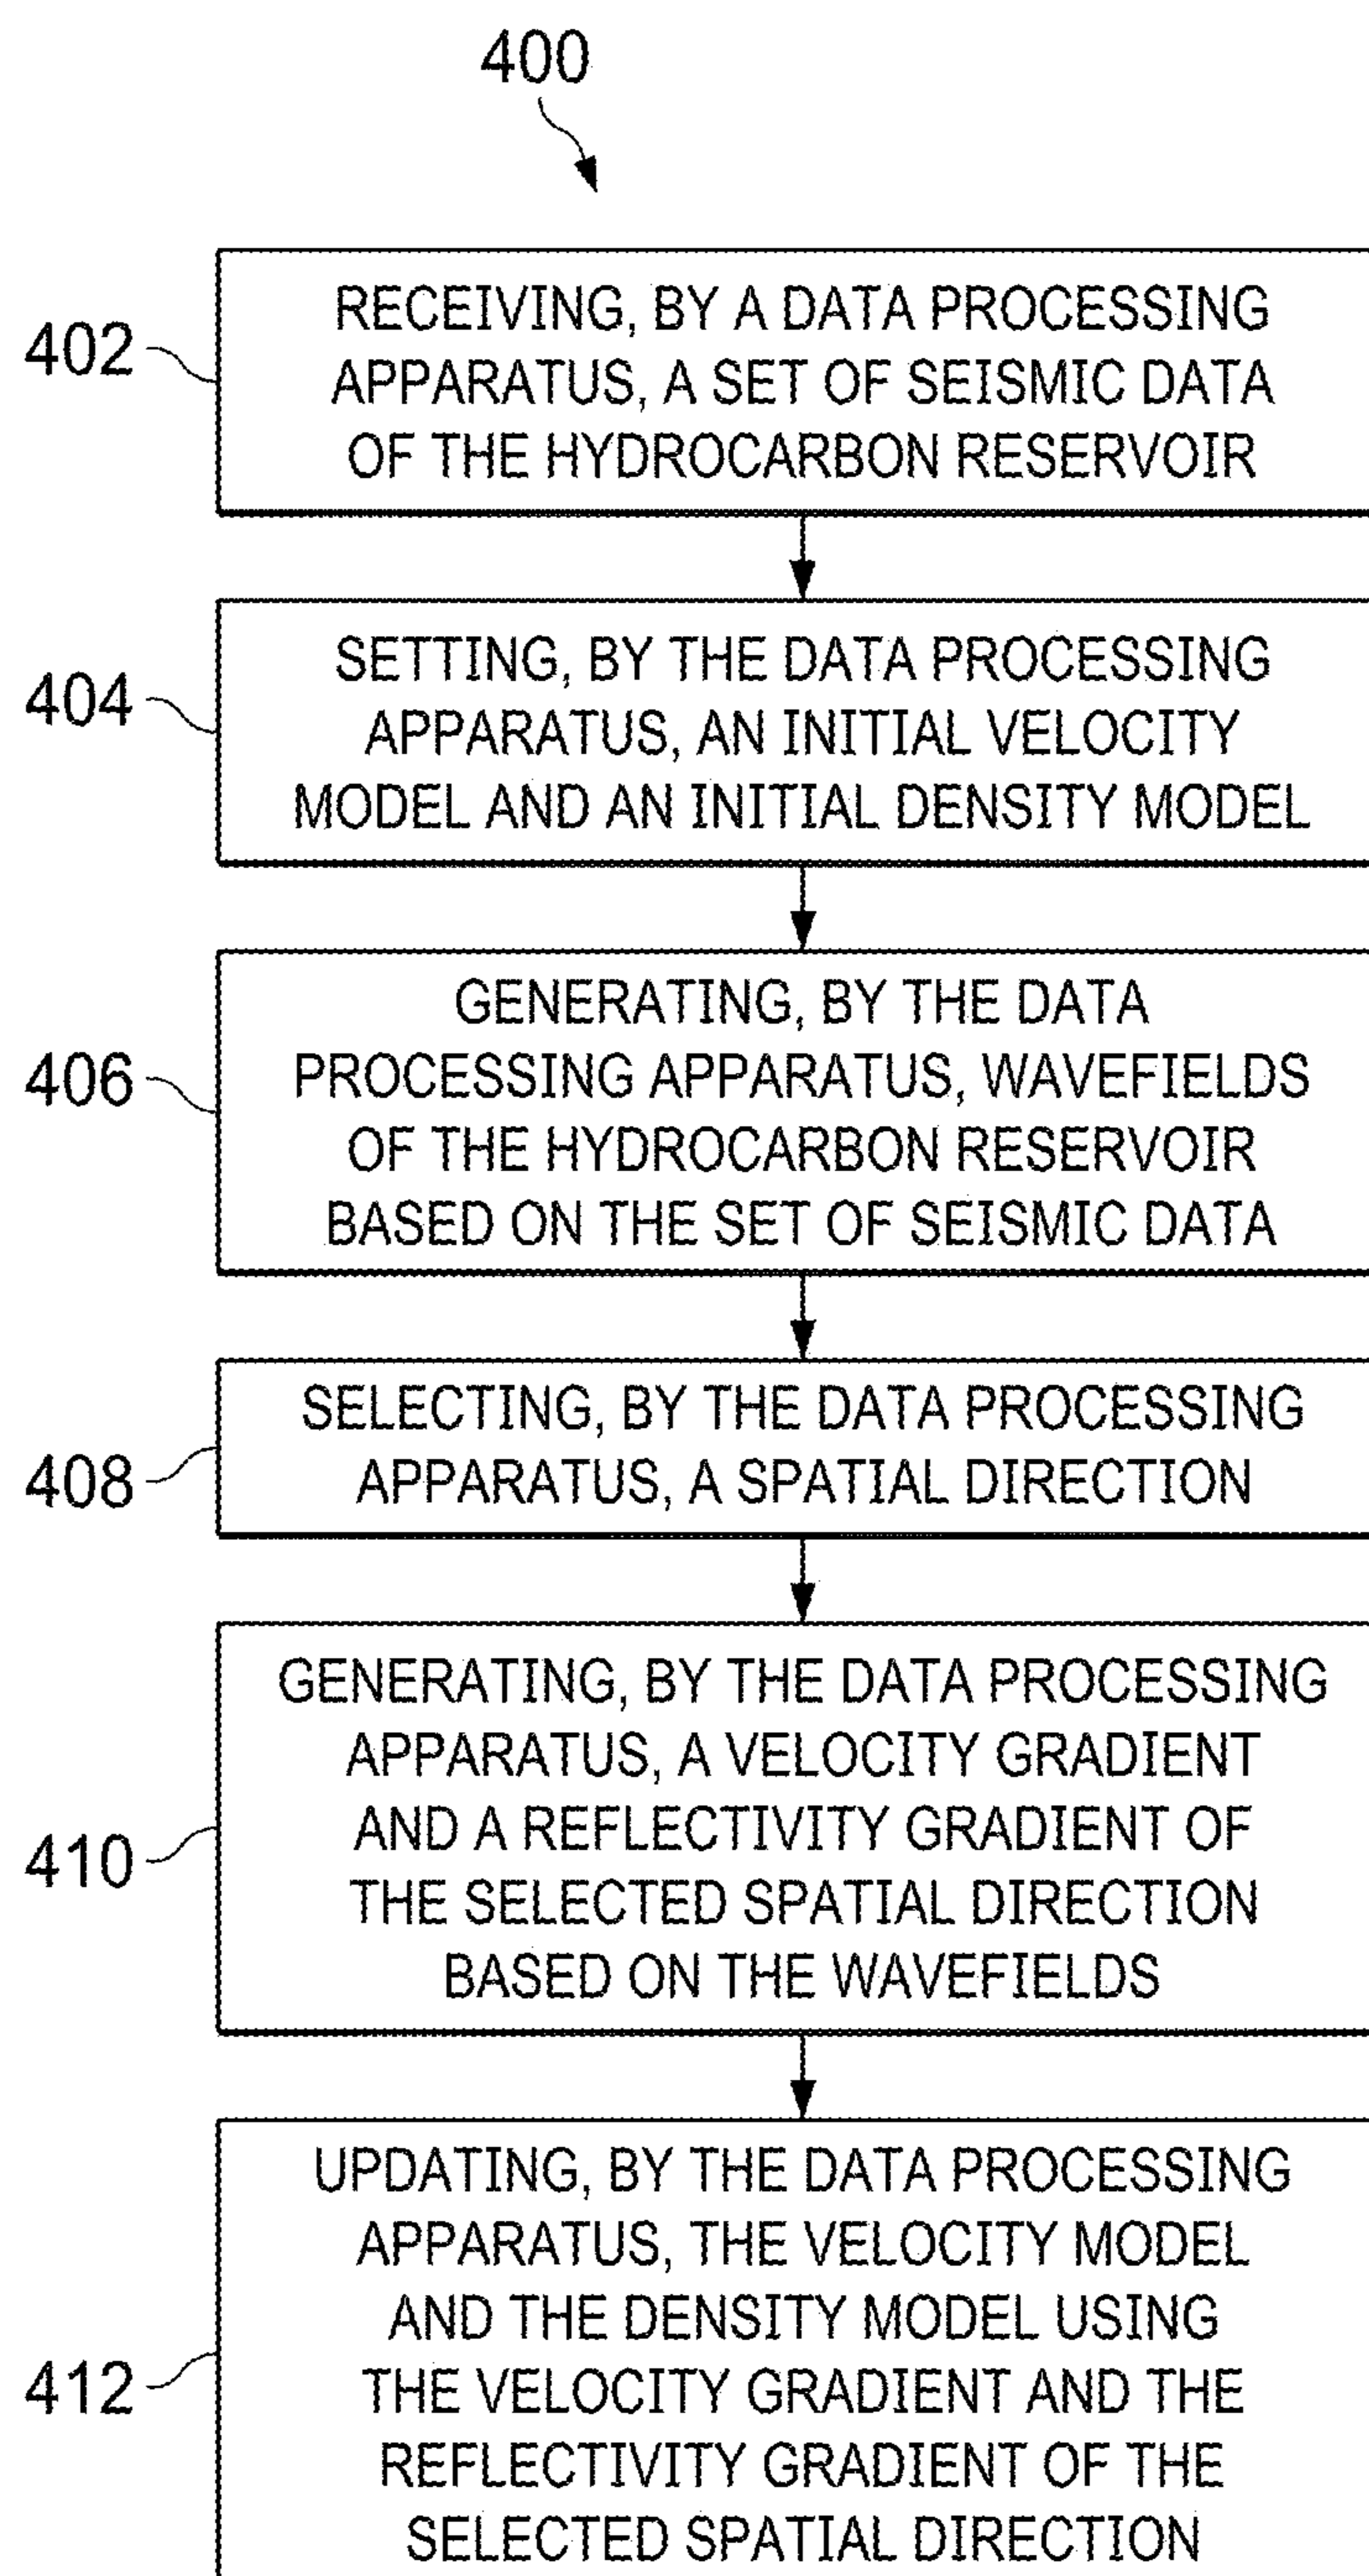 400
402
RECEIVING, BY A DATA PROCESSING
APPARATUS, A SET OF SEISMIC DATA
OF THE HYDROCARBON RESERVOIR
404
SETTING, BY THE DATA PROCESSING
APPARATUS, AN INITIAL VELOCITY
MODEL AND AN INITIAL DENSITY MODEL
406
GENERATING, BY THE DATA
PROCESSING APPARATUS, WAVEFIELDS
OF THE HYDROCARBON RESERVOIR
BASED ON THE SET OF SEISMIC DATA
408
SELECTING, BY THE DATA PROCESSING
APPARATUS, A SPATIAL DIRECTION
410
GENERATING, BY THE DATA PROCESSING
APPARATUS, A VELOCITY GRADIENT
AND A REFLECTIVITY GRADIENT OF
THE SELECTED SPATIAL DIRECTION
BASED ON THE WAVEFIELDS
412
UPDATING, BY THE DATA PROCESSING
APPARATUS, THE VELOCITY MODEL
AND THE DENSITY MODEL USING
THE VELOCITY GRADIENT AND THE
REFLECTIVITY GRADIENT OF THE
SELECTED SPATIAL DIRECTION